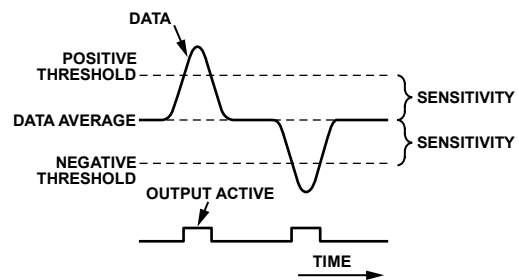 DATA
POSITIVE
THRESHOLD
SENSITIVITY
DATA AVERAGE
SENSITIVITY
NEGATIVE
THRESHOLD
OUTPUT ACTIVE
TIME